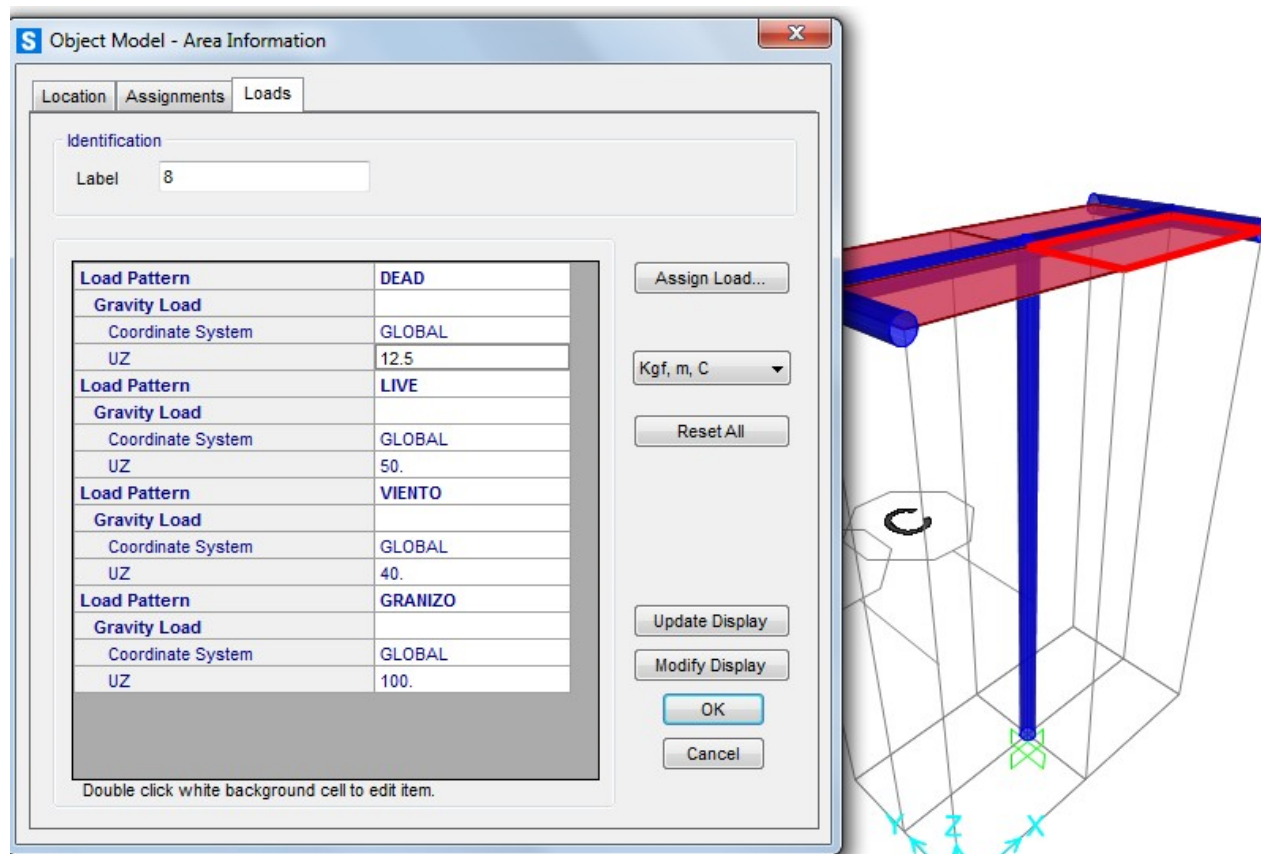 S Object Model - Area Information
Location Assignments Loads
Identification
Label 8
Load Pattern DEAD
Gravity Load
Coordinate System GLOBAL
UZ 12.5
Load Pattern LIVE
Gravity Load
Coordinate System GLOBAL
UZ 50.
Load Pattern VIENTO
Gravity Load
Coordinate System GLOBAL
UZ 40.
Load Pattern GRANIZO
Gravity Load
Coordinate System GLOBAL
UZ 100.
Double click white background cell to edit item.
Assign Load...
Kgf, m, C
Reset All
Update Display
Modify Display
OK
Cancel
C
Y Z X